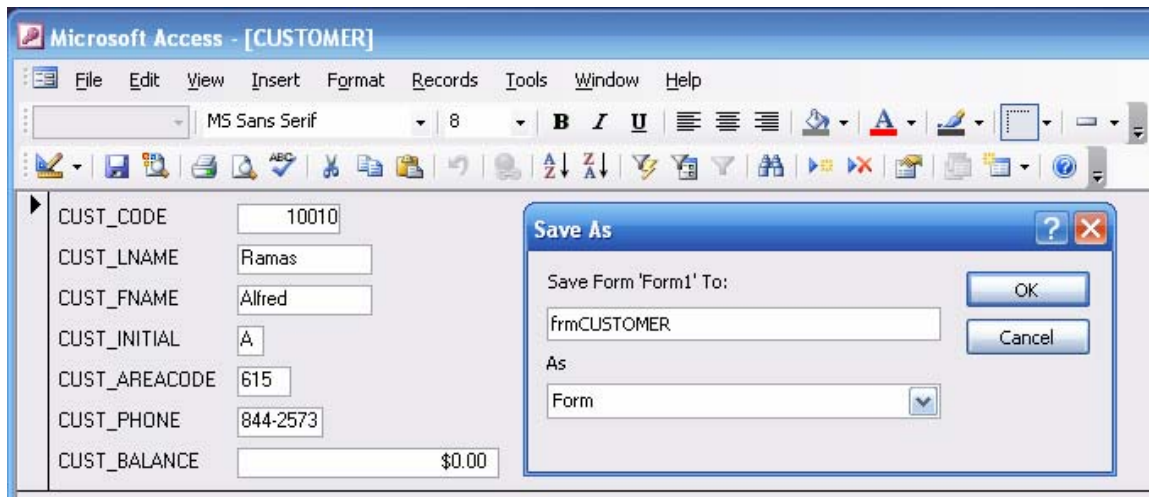 Microsoft Access - [CUSTOMER]
File Edit View Insert Format Records Tools Window Help
MS Sans Serif 8 B I U A
ABC A Z Z A
CUST_CODE 10010
CUST_LNAME Ramas
CUST_FNAME Alfred
CUST_INITIAL A
CUST_AREACODE 615
CUST_PHONE 844-2573
CUST_BALANCE $0.00
Save As
Save Form 'Form1' To:
frmCUSTOMER
As
Form
OK
Cancel